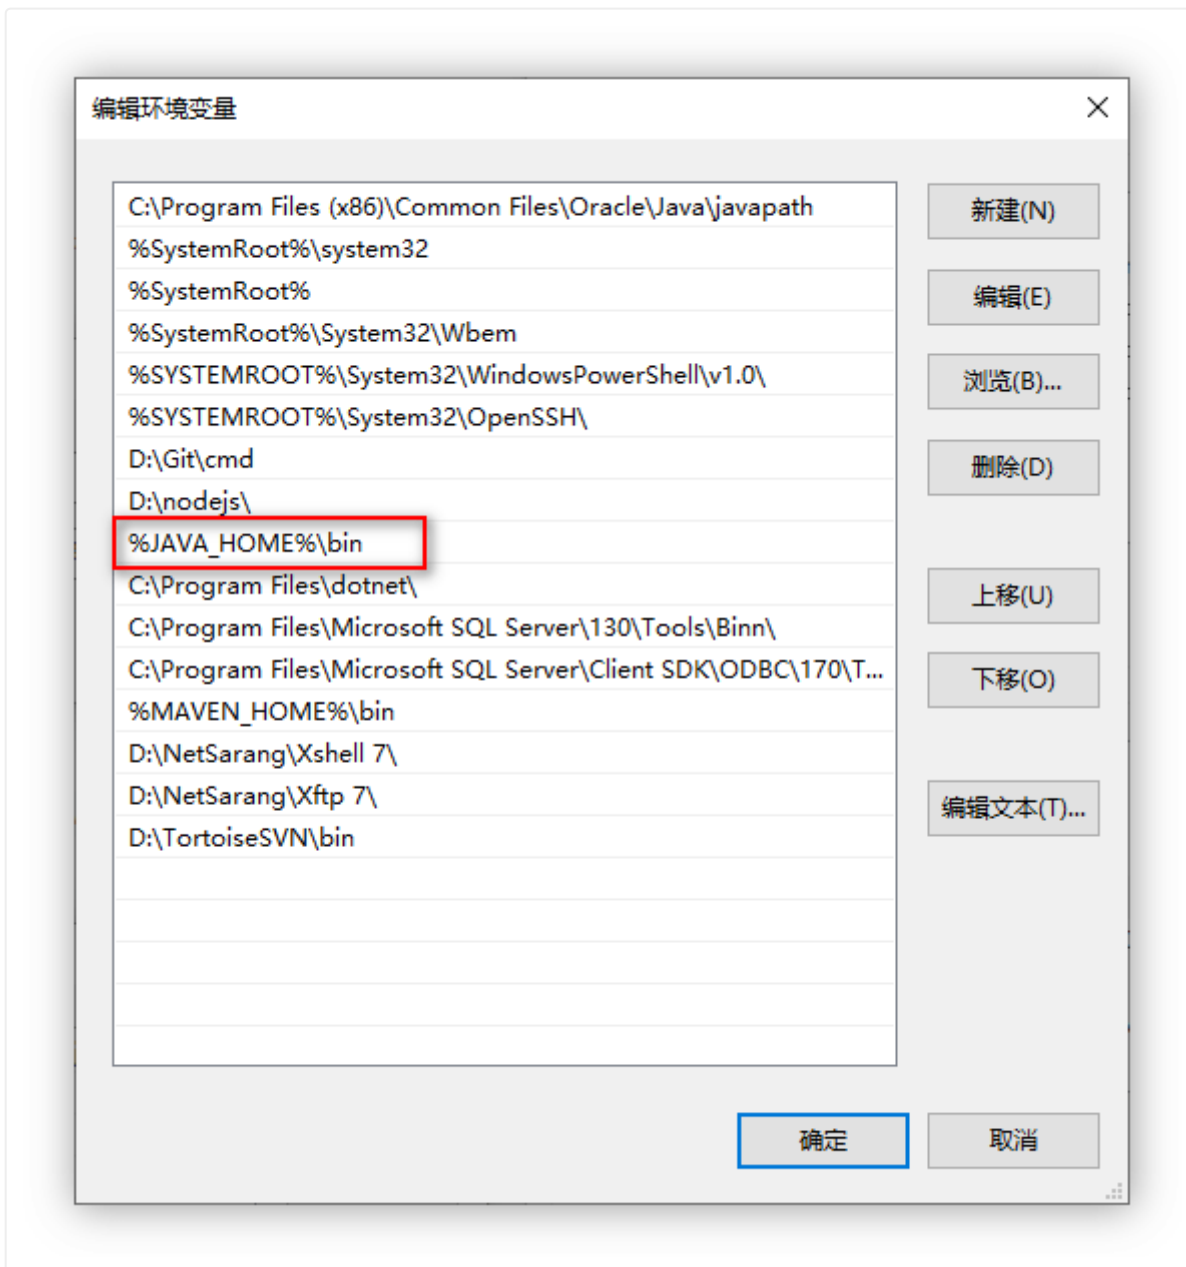 编辑环境变量
C:\Program Files (x86)\Common Files\Oracle\Java\javapath
%SystemRoot%\system32
%SystemRoot%
%SystemRoot%\System32\Wbem
%SYSTEMROOT%\System32\WindowsPowerShell\v1.0\
%SYSTEMROOT%\System32\OpenSSH\
D:\Git\cmd
D:\nodejs\
%JAVA_HOME%\bin
C:\Program Files\dotnet\
C:\Program Files\Microsoft SQL Server\130\Tools\Binn\
C:\Program Files\Microsoft SQL Server\Client SDK\ODBC\170\T...
%MAVEN_HOME%\bin
D:\NetSarang\Xshell 7\
D:\NetSarang\Xftp 7\
D:\TortoiseSVN\bin
新建(N)
编辑(E)
浏览(B)...
删除(D)
上移(U)
下移(O)
编辑文本(T)...
确定
取消